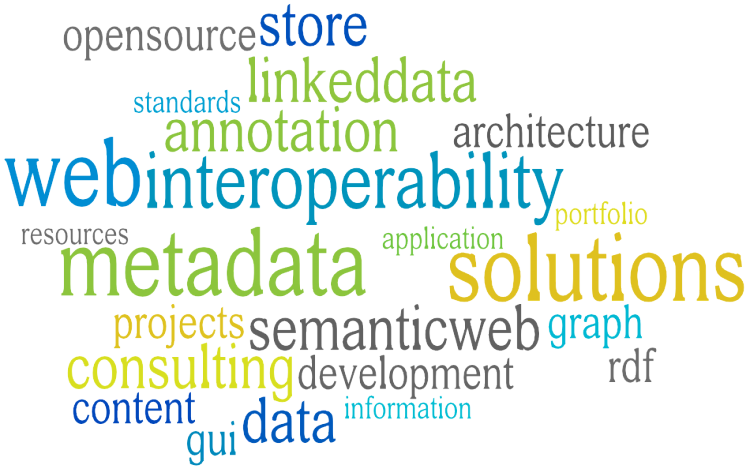 opensource store
linkeddata
standards
annotation architecture
web interoperability
portfolio
resources
metadata application solutions
projects semanticweb graph
consulting development rdf
content data information
gui